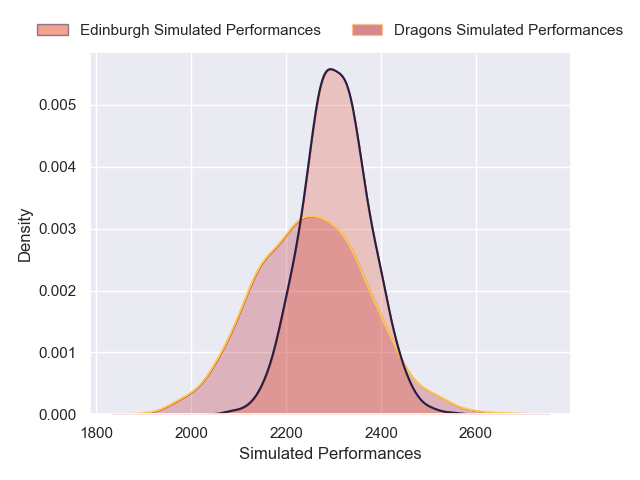 Edinburgh Simulated Performances Dragons Simulated Performances
0.005
0.004
0.003
0.002
0.001
0.000
Density
1800 2000 2200 2400 2600
Simulated Performances